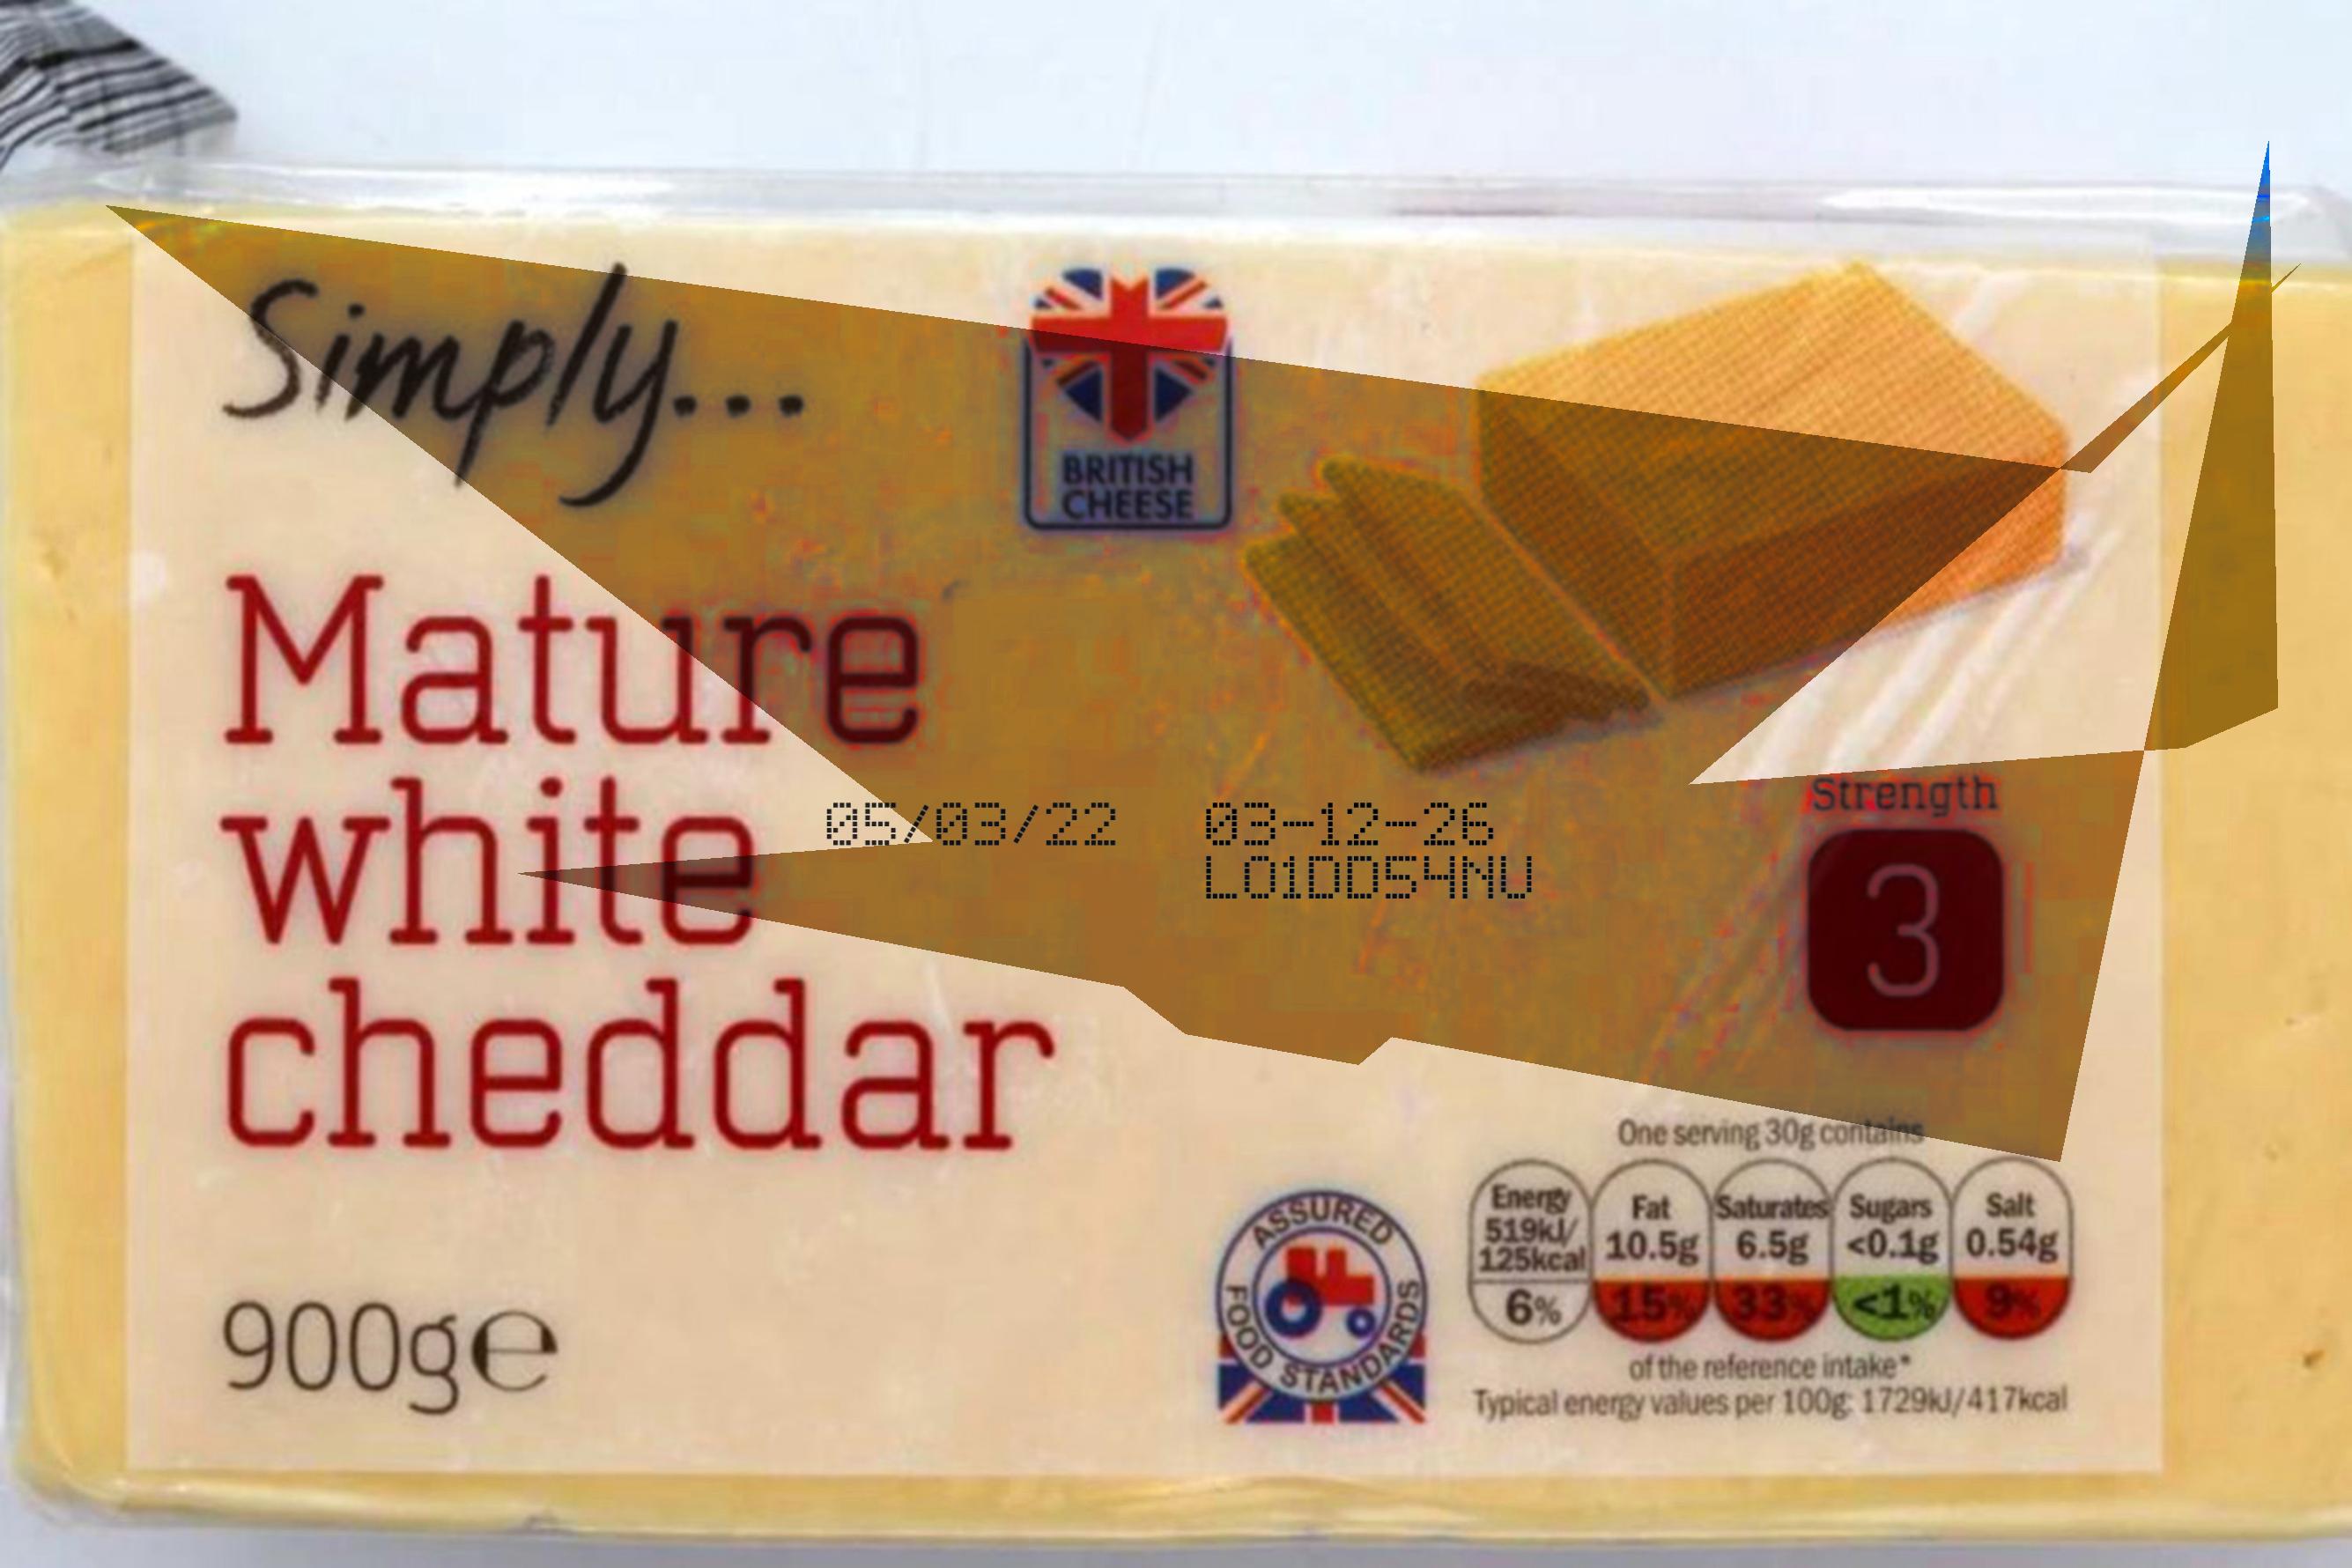 Simply...
BRITISH
CHEESE
Mature
white
cheddar
05/03/22 03-12-26
LO1DD54NU
Strength
3
One serving 30g contains
Energy 519kJ/ 125kcal 6%
Fat 10.5g 15%
Saturates 6.5g 33%
Sugars <0.1g <1%
Salt 0.54g 9%
of the reference intake*
Typical energy values per 100g: 1729kJ/417kcal
ASSURED
FOOD STANDARDS
900g℮